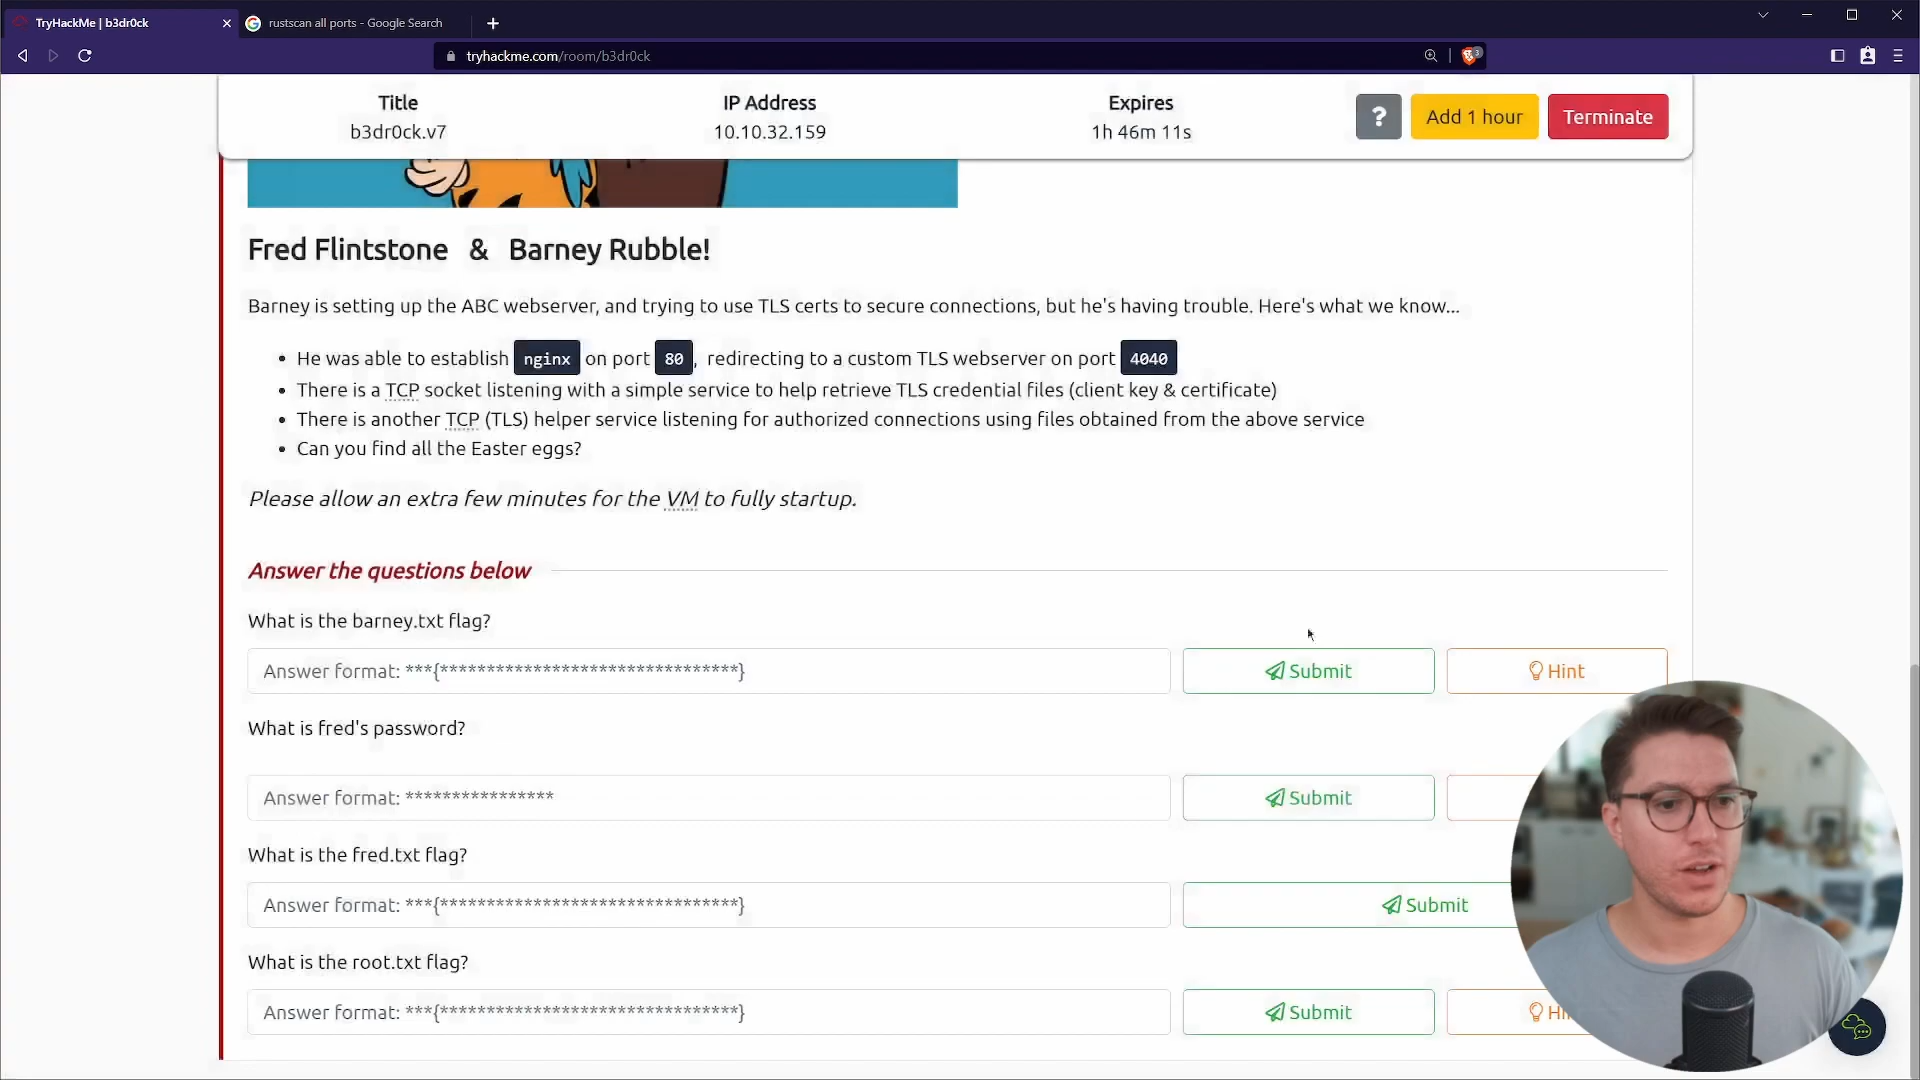 TryHackMe | b3dr0ck
rustscan all ports - Google Search
tryhackme.com/room/b3dr0ck
3
Title
IP Address
Expires
b3dr0ck.v7
10.10.32.159
1h 46m 11s
?
Add 1 hour
Terminate
Fred Flintstone & Barney Rubble!
Barney is setting up the ABC webserver, and trying to use TLS certs to secure connections, but he's having trouble. Here's what we know...
• He was able to establish nginx on port 80, redirecting to a custom TLS webserver on port 4040
• There is a TCP socket listening with a simple service to help retrieve TLS credential files (client key & certificate)
• There is another TCP (TLS) helper service listening for authorized connections using files obtained from the above service
• Can you find all the Easter eggs?
Please allow an extra few minutes for the VM to fully startup.
Answer the questions below
What is the barney.txt flag?
Answer format: ***{********************************}
Submit
Hint
What is fred's password?
Answer format: ****************
Submit
What is the fred.txt flag?
Answer format: ***{********************************}
Submit
What is the root.txt flag?
Answer format: ***{********************************}
Submit